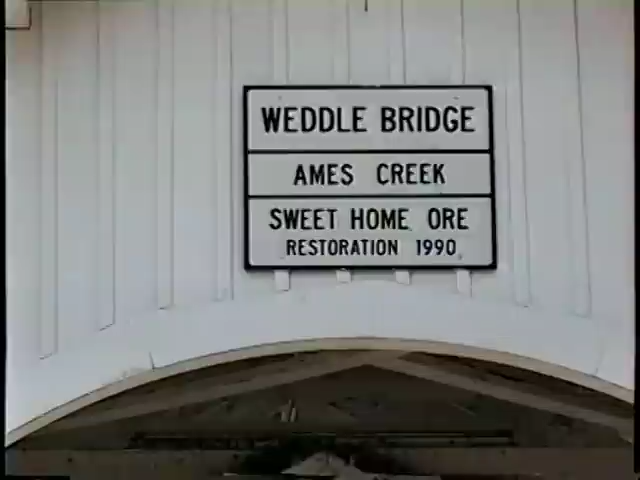 WEDDLE BRIDGE
AMES CREEK
SWEET HOME ORE
RESTORATION 1990